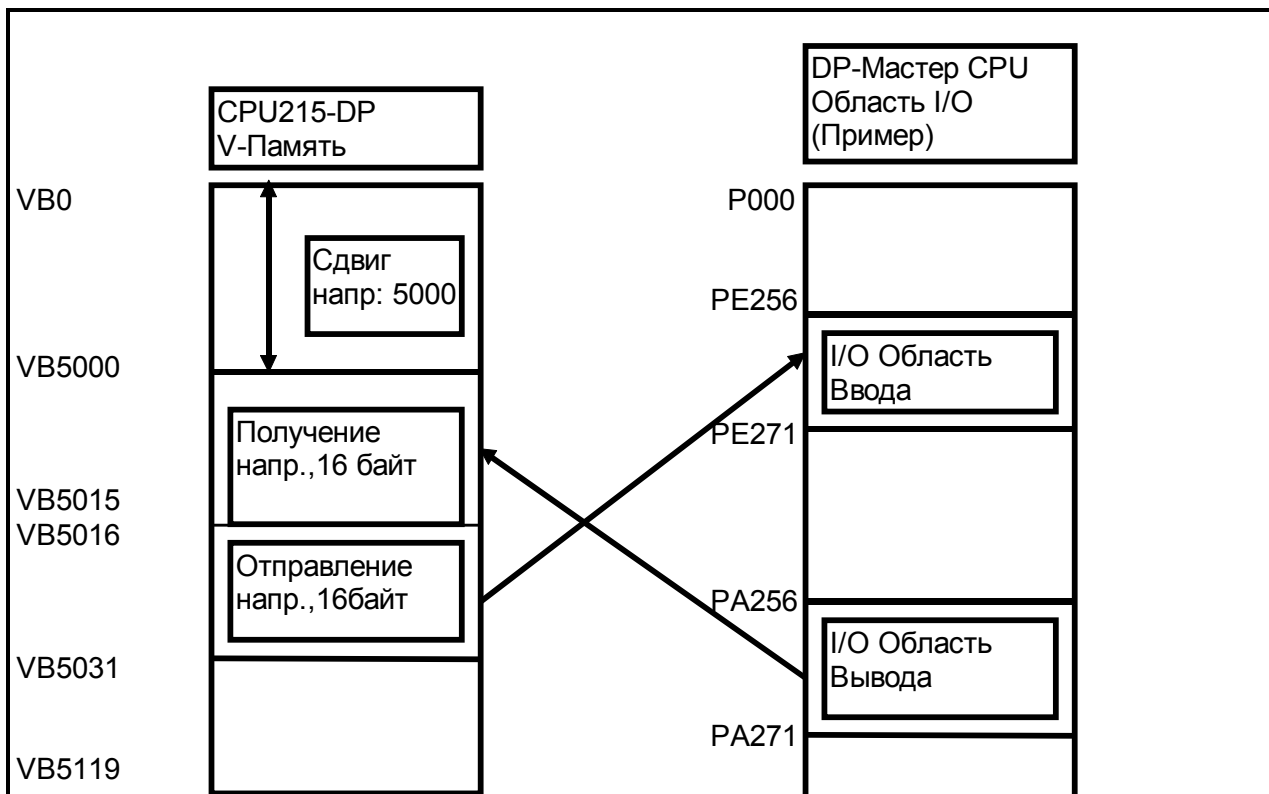 CPU215-DP
V-Память
VB0
Сдвиг
напр: 5000
VB5000
Получение
напр.,16 байт
VB5015
VB5016
Отправление
напр.,16байт
VB5031
VB5119
DP-Мастер CPU
Область I/O
(Пример)
P000
PE256
I/O Область
Ввода
PE271
PA256
I/O Область
Вывода
PA271